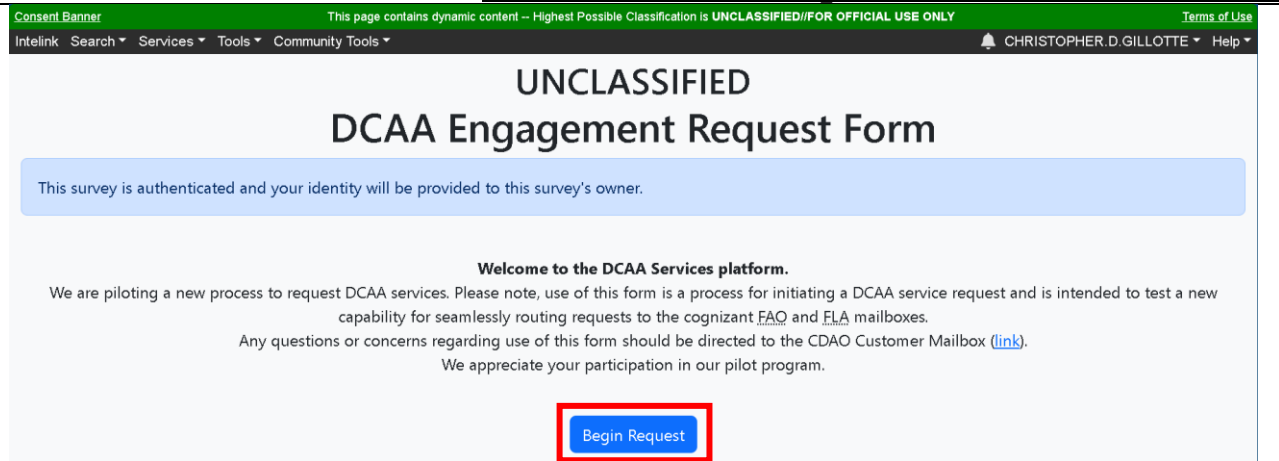 Consent Banner This page contains dynamic content -- Highest Possible Classification is UNCLASSIFIED//FOR OFFICIAL USE ONLY Terms of Use
Intelink Search Services Tools Community Tools CHRISTOPHER.D.GILLOTTE Help
UNCLASSIFIED
DCAA Engagement Request Form
This survey is authenticated and your identity will be provided to this survey's owner.
Welcome to the DCAA Services platform.
We are piloting a new process to request DCAA services. Please note, use of this form is a process for initiating a DCAA service request and is intended to test a new
capability for seamlessly routing requests to the cognizant FAO and FLA mailboxes.
Any questions or concerns regarding use of this form should be directed to the CDAO Customer Mailbox (link).
We appreciate your participation in our pilot program.
Begin Request